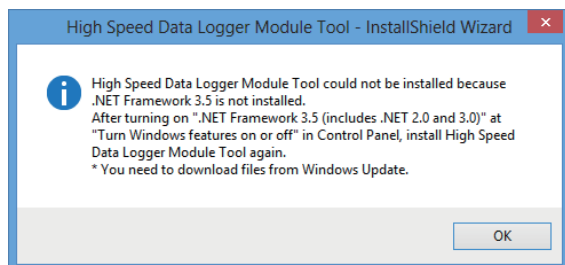 High Speed Data Logger Module Tool - InstallShield Wizard
High Speed Data Logger Module Tool could not be installed because
.NET Framework 3.5 is not installed.
After turning on ".NET Framework 3.5 (includes .NET 2.0 and 3.0)" at
"Turn Windows features on or off" in Control Panel, install High Speed
Data Logger Module Tool again.
* You need to download files from Windows Update.
OK